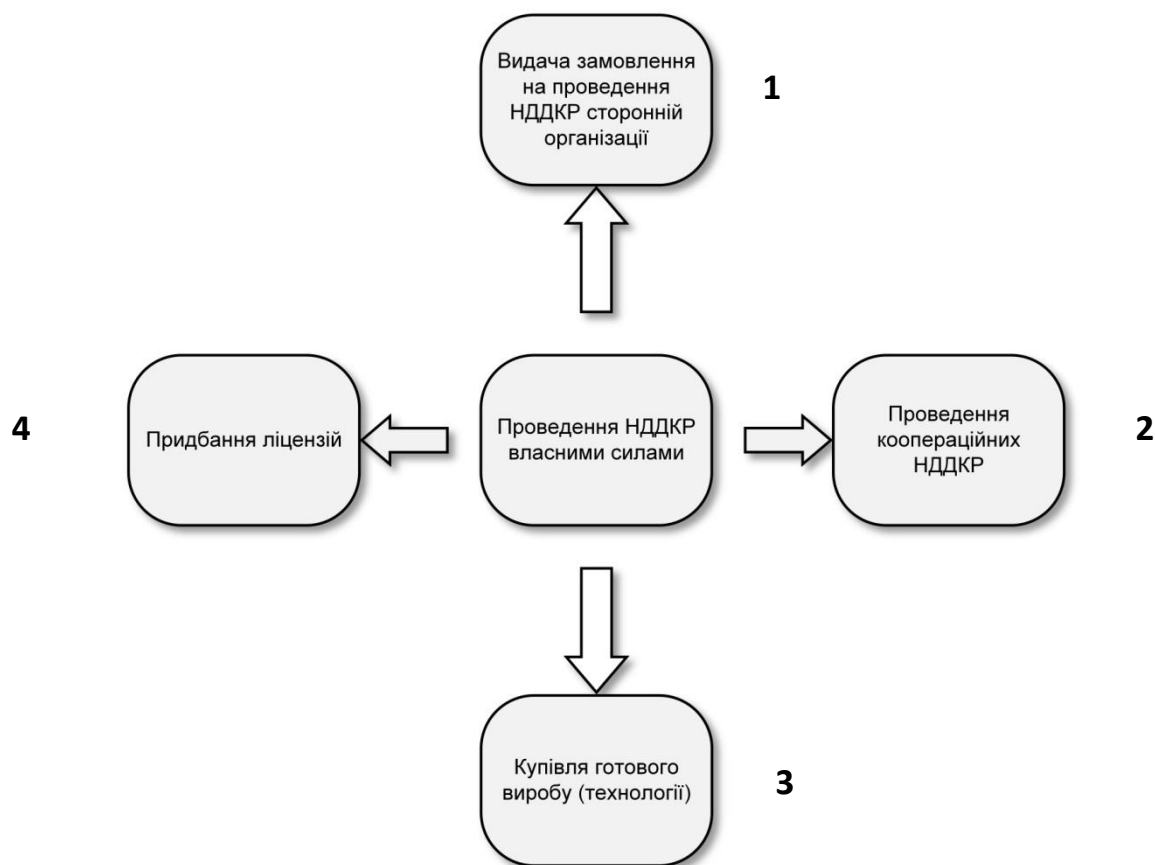 Видача замовлення
на проведення
НДДКР сторонній
організації
1
4
Придбання ліцензій
Проведення НДДКР
власними силами
Проведення
коопераційних
НДДКР
2
Купівля готового
виробу (технології)
3